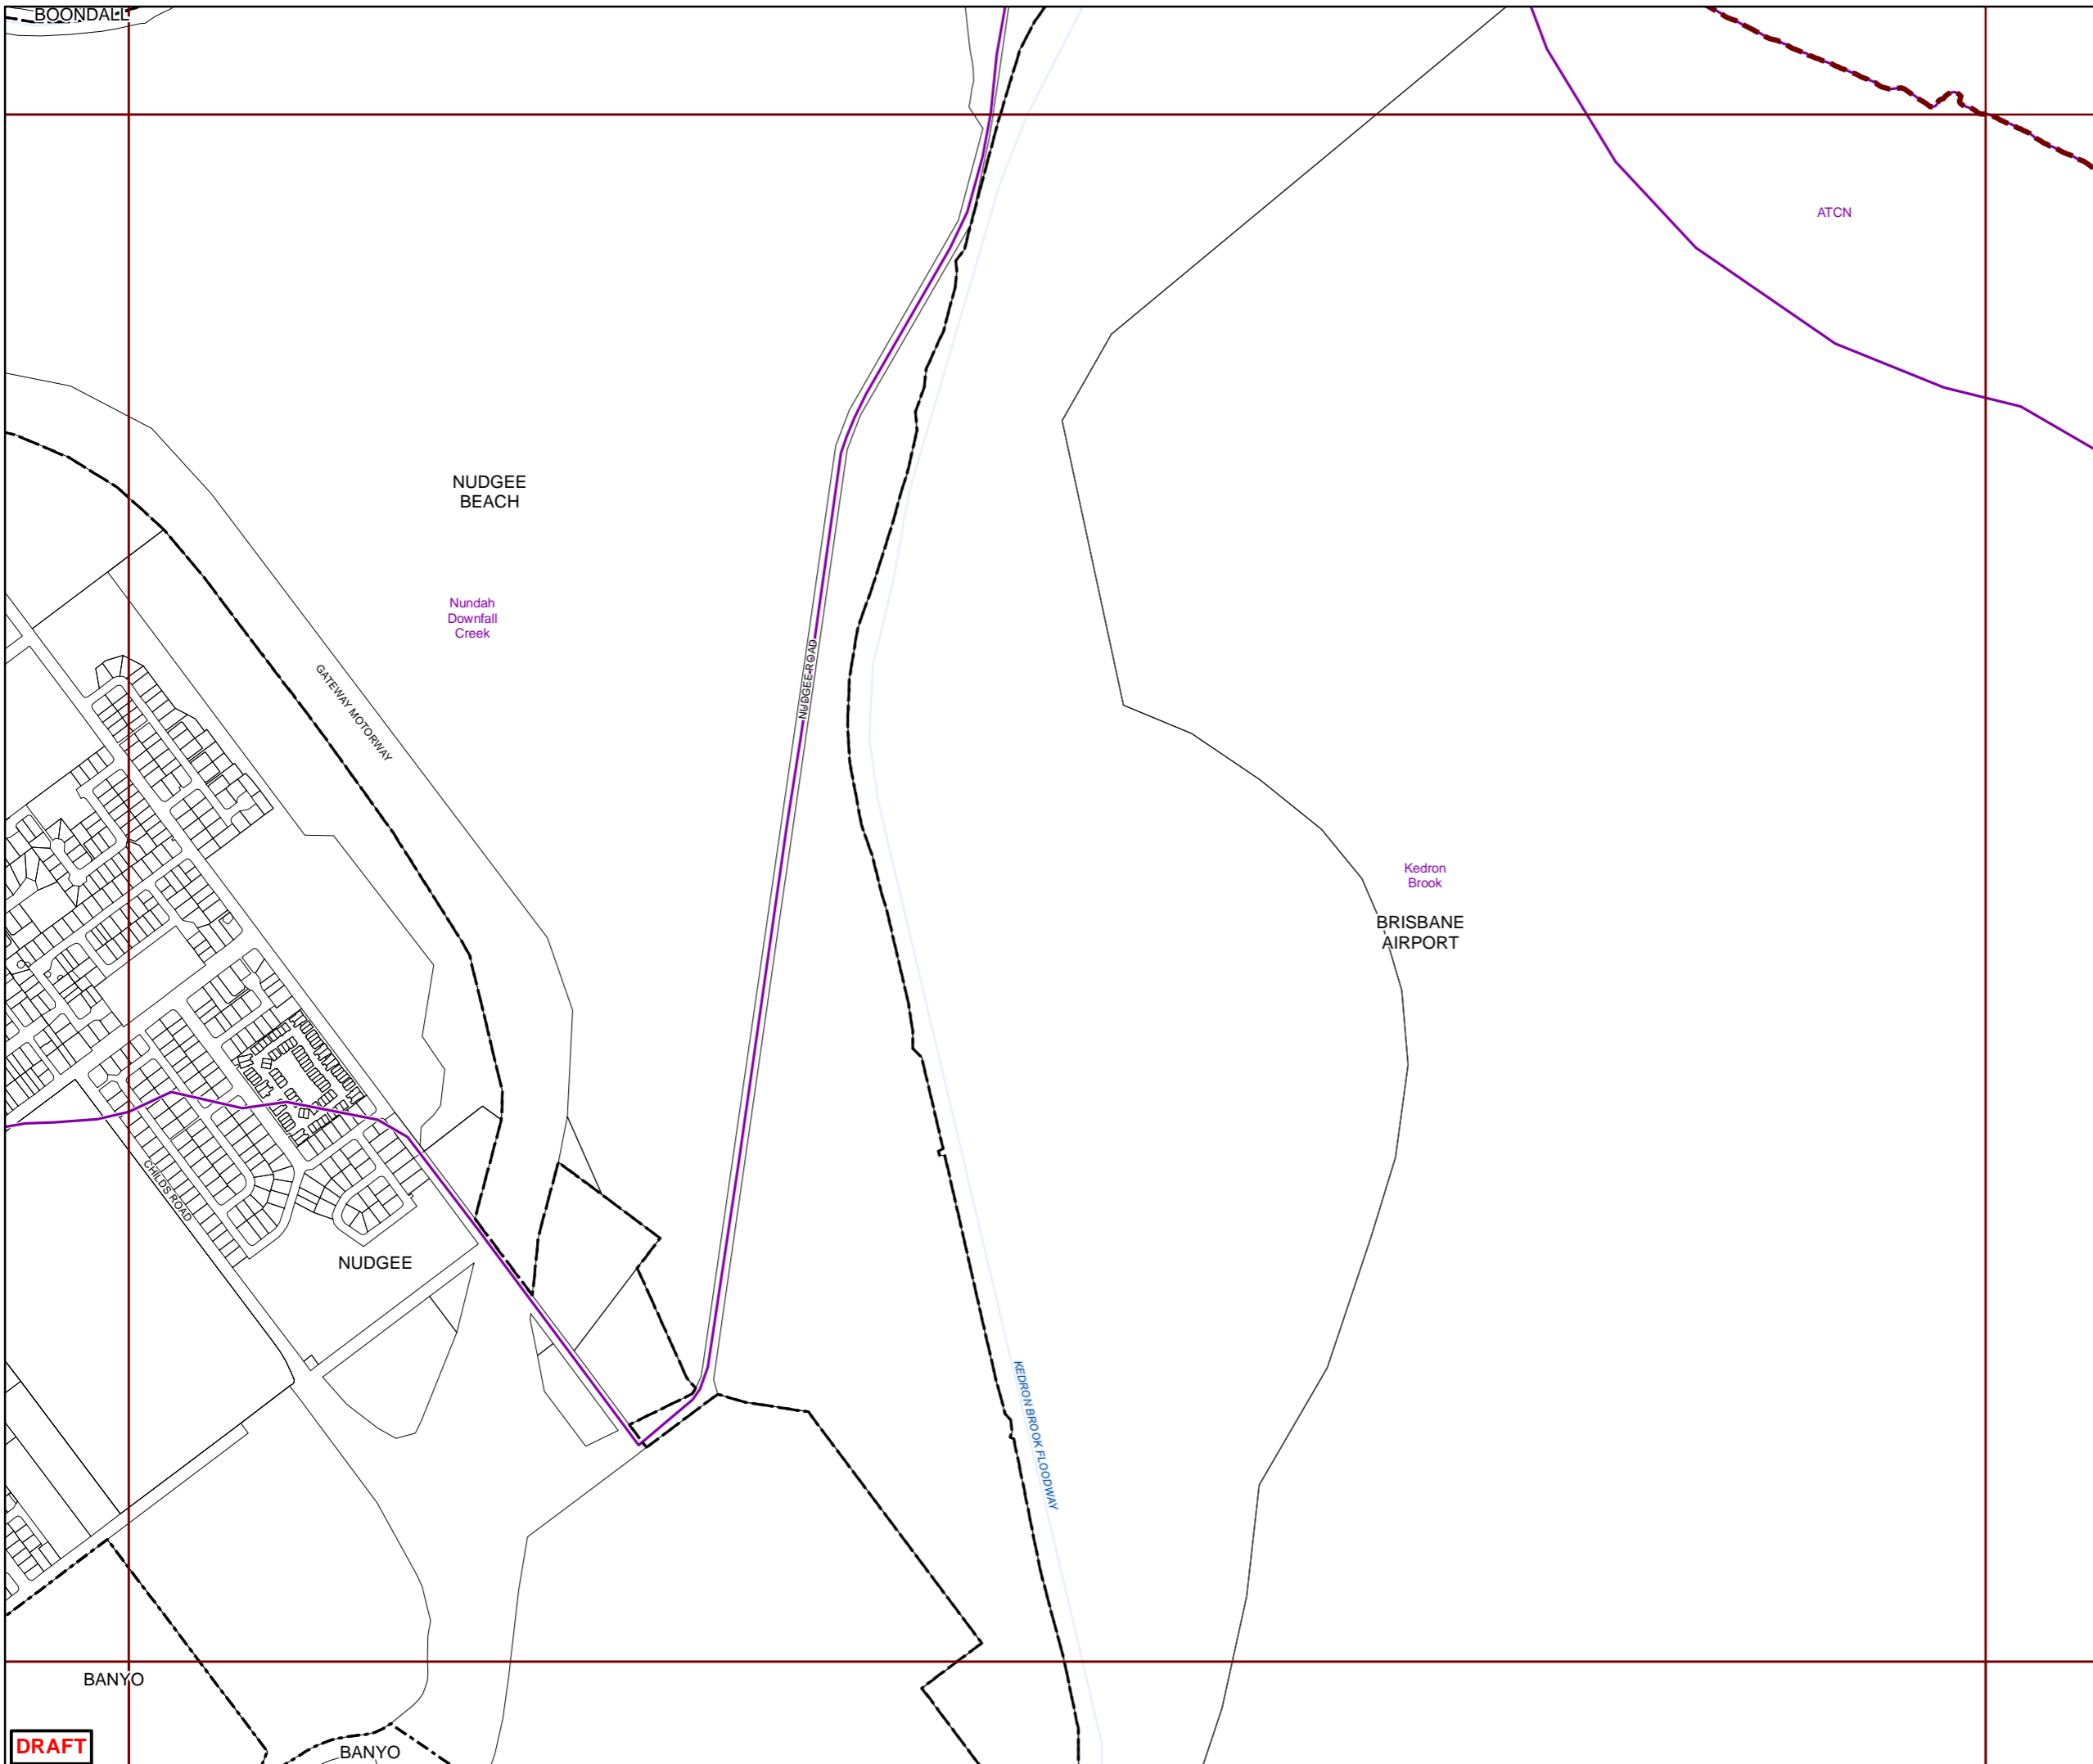 BOONDALL
ATCN
NUDGEE
BEACH
Nundah
Downfall
Creek
NUDGEE ROAD
GATEWAY MOTORWAY
Kedron
Brook
BRISBANE
AIRPORT
CHILDS ROAD
NUDGEE
KEDRON BROOK FLOODWAY
BANYO
DRAFT
BANYO